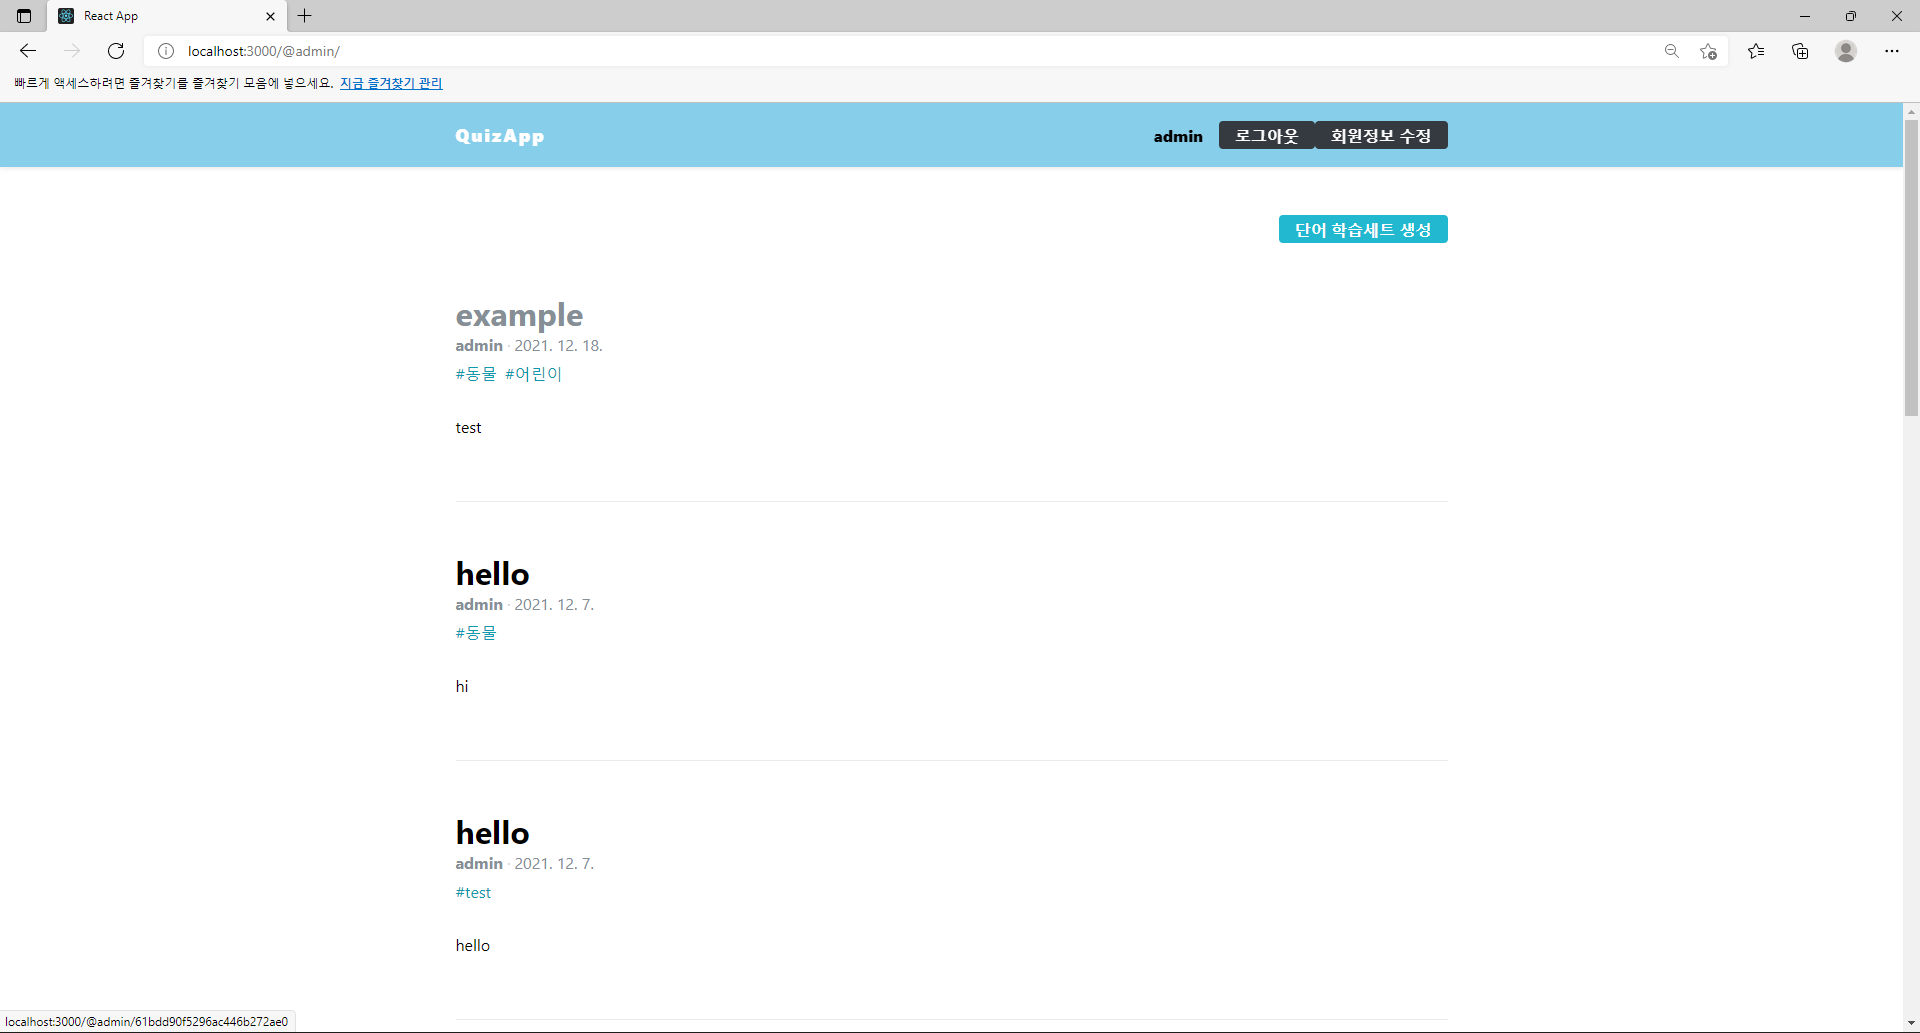 React App
localhost:3000/@admin/
빠르게 액세스하려면 즐겨찾기를 즐겨찾기 모음에 넣으세요. 지금 즐겨찾기 관리
QuizApp admin 로그아웃 회원정보 수정
단어 학습세트 생성
example
admin · 2021. 12. 18.
#동물 #어린이
test
hello
admin · 2021. 12. 7.
#동물
hi
hello
admin · 2021. 12. 7.
#test
hello
localhost:3000/@admin/61bdd90f5296ac446b272ae0